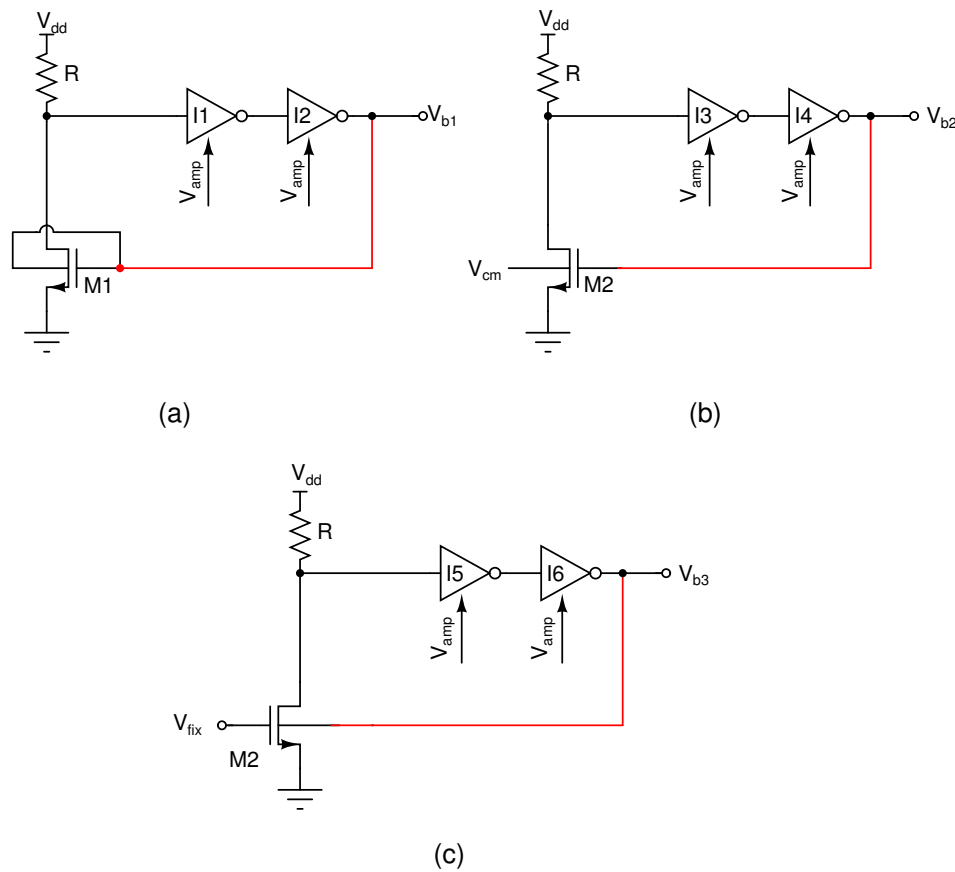 Vdd
R
I1
I2
Vb1
Vamp
Vamp
M1
(a)
Vdd
R
I3
I4
Vb2
Vamp
Vamp
Vcm
M2
(b)
Vdd
R
I5
I6
Vb3
Vamp
Vamp
Vfix
M2
(c)